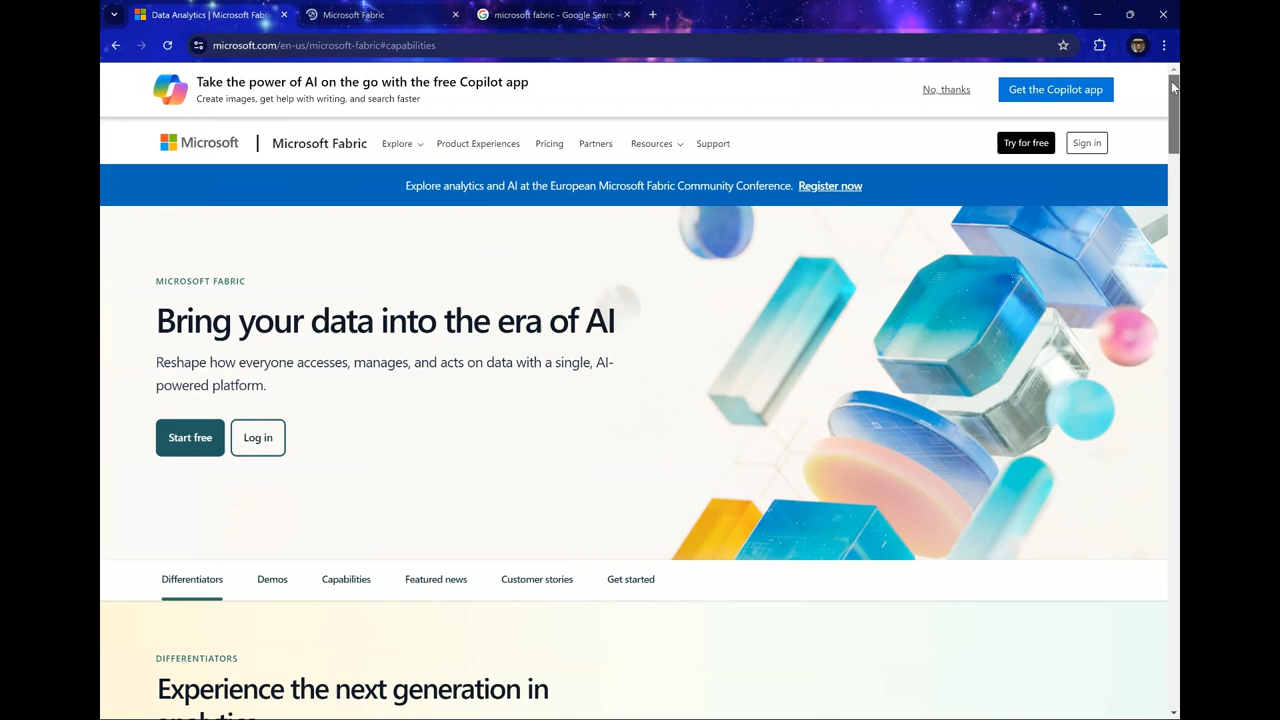 Data Analytics | Microsoft Fabr
Microsoft Fabric
microsoft fabric - Google Searc
microsoft.com/en-us/microsoft-fabric#capabilities
Take the power of AI on the go with the free Copilot app
Create images, get help with writing, and search faster
No, thanks
Get the Copilot app
Microsoft
Microsoft Fabric
Explore
Product Experiences
Pricing
Partners
Resources
Support
Try for free
Sign in
Explore analytics and AI at the European Microsoft Fabric Community Conference. Register now
MICROSOFT FABRIC
Bring your data into the era of AI
Reshape how everyone accesses, manages, and acts on data with a single, AI-
powered platform.
Start free
Log in
Differentiators
Demos
Capabilities
Featured news
Customer stories
Get started
DIFFERENTIATORS
Experience the next generation in
analytics